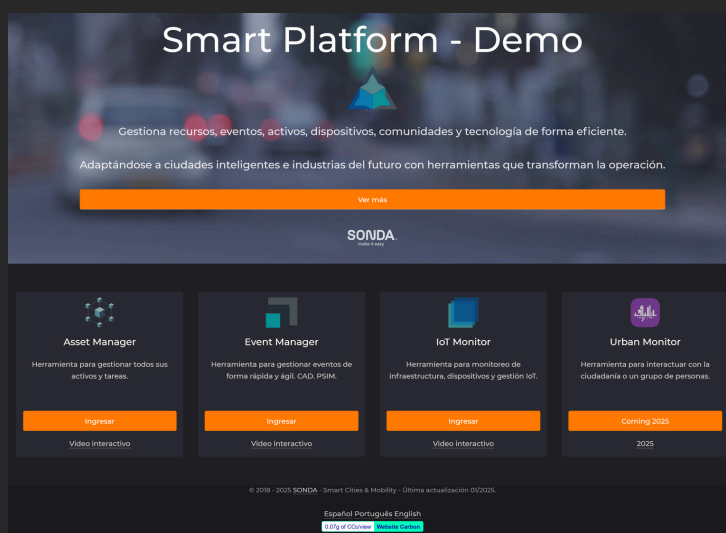 Smart Platform - Demo
Gestiona recursos, eventos, activos, dispositivos, comunidades y tecnología de forma eficiente.
Adaptándose a ciudades inteligentes e industrias del futuro con herramientas que transforman la operación.
Ver más
SONDA.
make it easy
Asset Manager
Herramienta para gestionar todos sus
activos y tareas.
Ingresar
Video interactivo
Event Manager
Herramienta para gestionar eventos de
forma rápida y ágil. CAD. PSIM.
Ingresar
Video interactivo
IoT Monitor
Herramienta para monitoreo de
infraestructura, dispositivos y gestión IoT.
Ingresar
Video interactivo
Urban Monitor
Herramienta para interactuar con la
ciudadanía o un grupo de personas.
Coming 2025
2025
© 2018 - 2025 SONDA - Smart Cities & Mobility - Última actualización 01/2025.
Español Português English
0.07g of CO₂/view Website Carbon